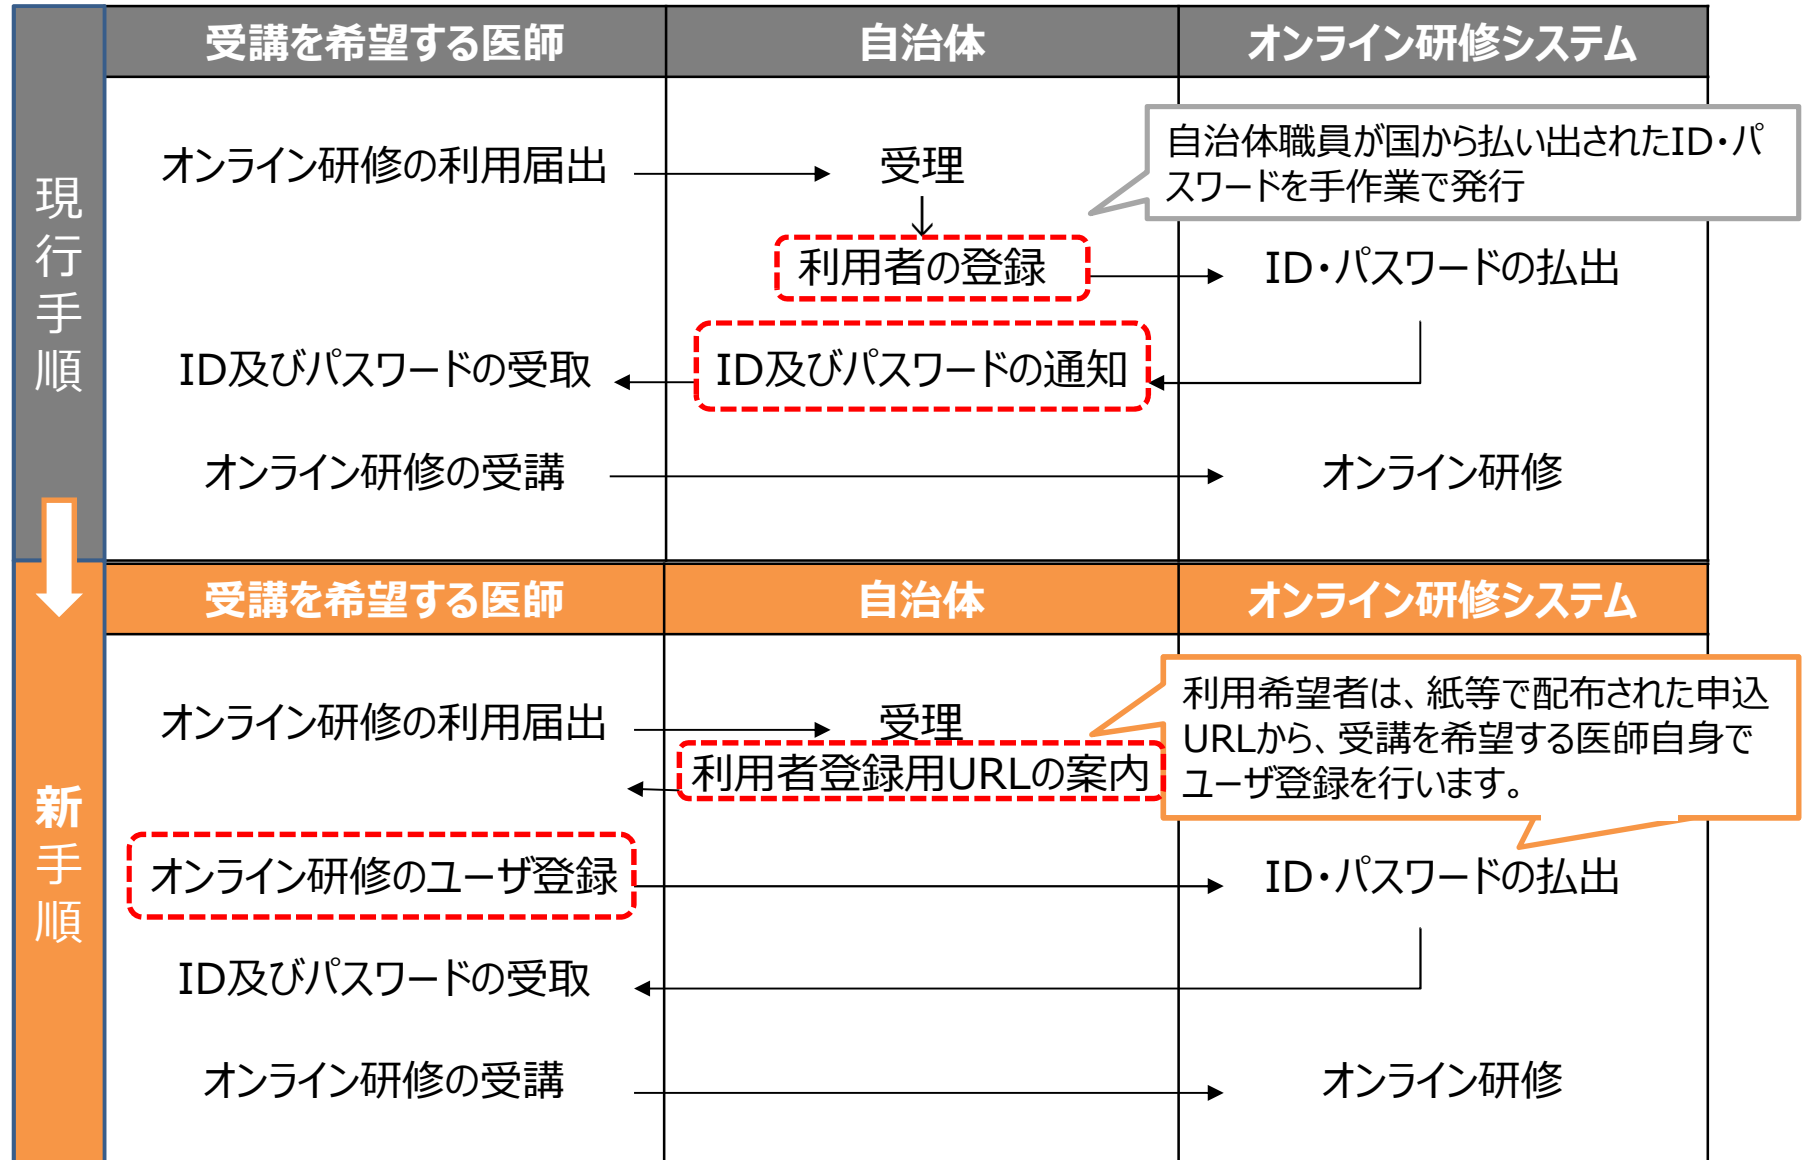 現行手順
受講を希望する医師
自治体
オンライン研修システム
オンライン研修の利用届出
受理
自治体職員が国から払い出されたID・パ
スワードを手作業で発行
利用者の登録
ID・パスワードの払出
ID及びパスワードの受取
ID及びパスワードの通知
オンライン研修の受講
オンライン研修
新手順
受講を希望する医師
自治体
オンライン研修システム
オンライン研修の利用届出
受理
利用者登録用URLの案内
利用希望者は、紙等で配布された申込
URLから、受講を希望する医師自身で
ユーザ登録を行います。
オンライン研修のユーザ登録
ID・パスワードの払出
ID及びパスワードの受取
オンライン研修の受講
オンライン研修